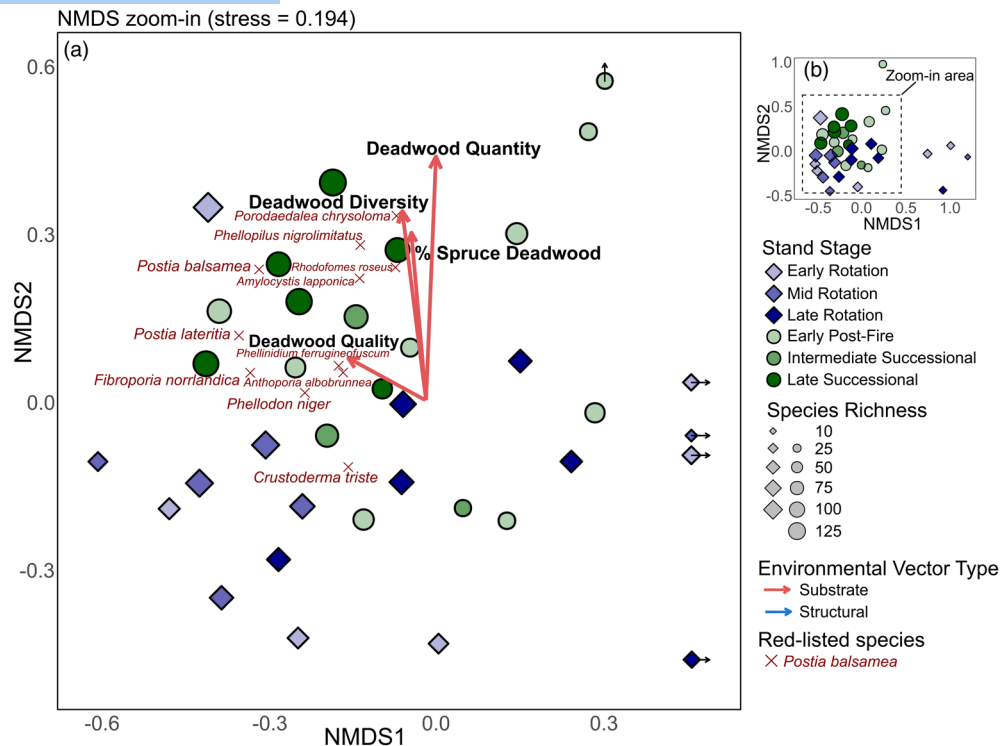 NMDS zoom-in (stress = 0.194)
(a)
0.6
0.3
0.0
-0.3
NMDS2
-0.6
-0.3
0.0
0.3
NMDS1
Deadwood Quantity
Deadwood Diversity
Porodaedalea chrysoloma
Phellopilus nigrolimitatus
% Spruce Deadwood
Postia balsamea
Rhodofomes roseus
Amylocystis lapponica
Postia lateritia
Deadwood Quality
Phellinidium ferrugineofuscum
Fibroporia norrlandica
Anthoporia albobrunnea
Phellodon niger
Crustoderma triste
(b)
Zoom-in area
1.0
0.5
0.0
-0.5
NMDS2
-0.5
0.0
0.5
1.0
NMDS1
Stand Stage
Early Rotation
Mid Rotation
Late Rotation
Early Post-Fire
Intermediate Successional
Late Successional
Species Richness
10
25
50
75
100
125
Environmental Vector Type
Substrate
Structural
Red-listed species
Postia balsamea